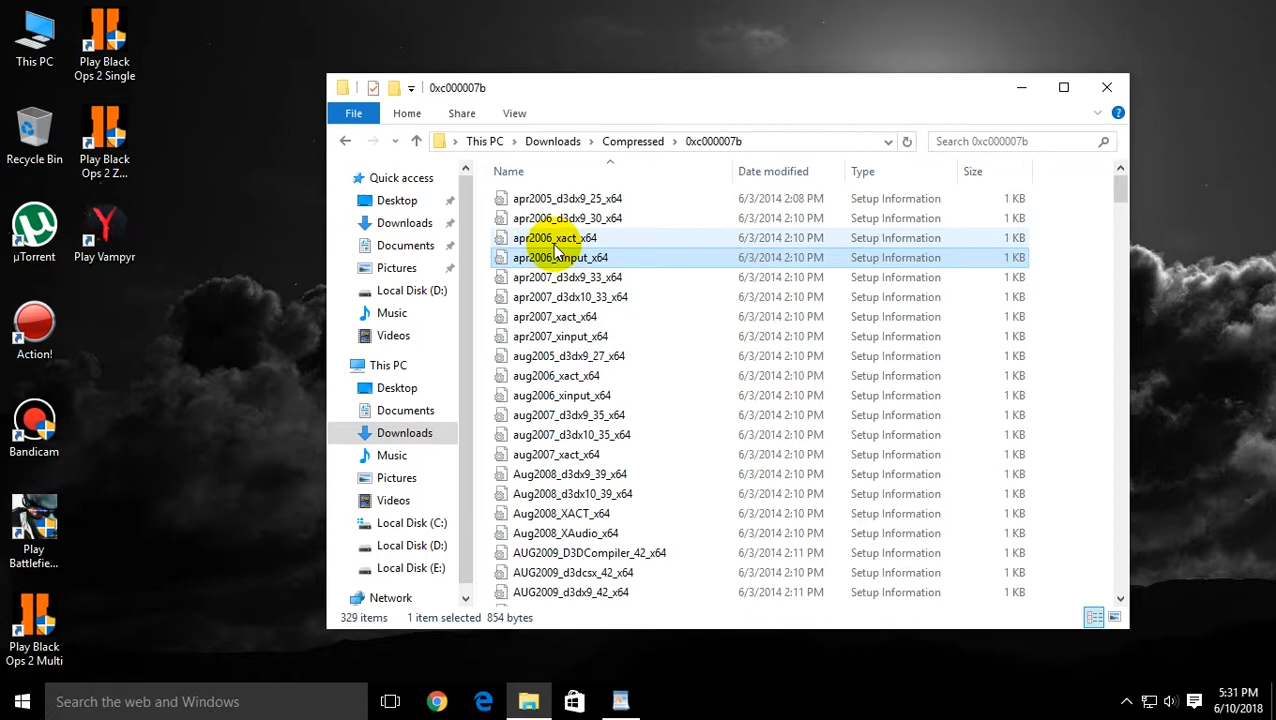 This PC
Play Black
Ops 2 Single
Recycle Bin
Play Black
Ops 2 Z...
µTorrent
Play Vampyr
Action!
Bandicam
Play
Battlefie...
Play Black
Ops 2 Multi
0xc000007b
File
Home
Share
View
This PC > Downloads > Compressed > 0xc000007b
Search 0xc000007b
Quick access
Desktop
Downloads
Documents
Pictures
Local Disk (D:)
Music
Videos
This PC
Desktop
Documents
Downloads
Music
Pictures
Videos
Local Disk (C:)
Local Disk (D:)
Local Disk (E:)
Network
Name Date modified Type Size
apr2005_d3dx9_25_x64 6/3/2014 2:08 PM Setup Information 1 KB
apr2006_d3dx9_30_x64 6/3/2014 2:10 PM Setup Information 1 KB
apr2006_xact_x64 6/3/2014 2:10 PM Setup Information 1 KB
apr2006_xinput_x64 6/3/2014 2:10 PM Setup Information 1 KB
apr2007_d3dx9_33_x64 6/3/2014 2:10 PM Setup Information 1 KB
apr2007_d3dx10_33_x64 6/3/2014 2:10 PM Setup Information 1 KB
apr2007_xact_x64 6/3/2014 2:10 PM Setup Information 1 KB
apr2007_xinput_x64 6/3/2014 2:10 PM Setup Information 1 KB
aug2005_d3dx9_27_x64 6/3/2014 2:10 PM Setup Information 1 KB
aug2006_xact_x64 6/3/2014 2:10 PM Setup Information 1 KB
aug2006_xinput_x64 6/3/2014 2:10 PM Setup Information 1 KB
aug2007_d3dx9_35_x64 6/3/2014 2:10 PM Setup Information 1 KB
aug2007_d3dx10_35_x64 6/3/2014 2:10 PM Setup Information 1 KB
aug2007_xact_x64 6/3/2014 2:10 PM Setup Information 1 KB
Aug2008_d3dx9_39_x64 6/3/2014 2:10 PM Setup Information 1 KB
Aug2008_d3dx10_39_x64 6/3/2014 2:10 PM Setup Information 1 KB
Aug2008_XACT_x64 6/3/2014 2:10 PM Setup Information 1 KB
Aug2008_XAudio_x64 6/3/2014 2:10 PM Setup Information 1 KB
AUG2009_D3DCompiler_42_x64 6/3/2014 2:11 PM Setup Information 1 KB
AUG2009_d3dcsx_42_x64 6/3/2014 2:10 PM Setup Information 1 KB
AUG2009_d3dx9_42_x64 6/3/2014 2:11 PM Setup Information 1 KB
329 items 1 item selected 854 bytes
Search the web and Windows
5:31 PM
6/10/2018